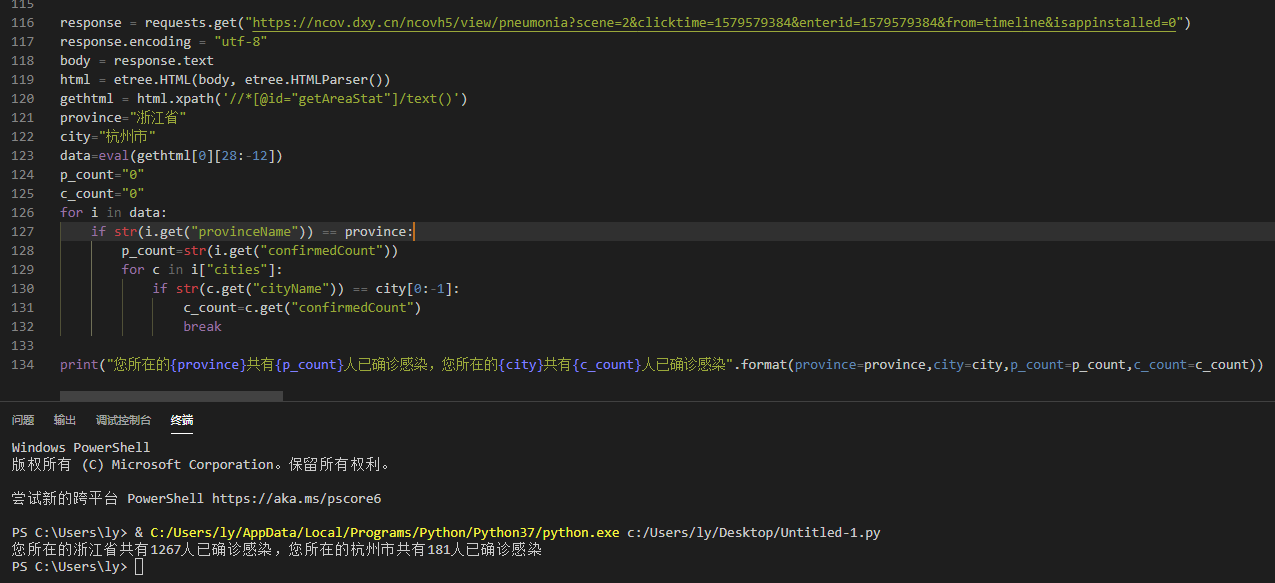 115
116 response = requests.get("https://ncov.dxy.cn/ncovh5/view/pneumonia?scene=2&clicktime=1579579384&enterid=1579579384&from=timeline&isappinstalled=0")
117 response.encoding = "utf-8"
118 body = response.text
119 html = etree.HTML(body, etree.HTMLParser())
120 gethtml = html.xpath('//*[@id="getAreaStat"]/text()')
121 province="浙江省"
122 city="杭州市"
123 data=eval(gethtml[0][28:-12])
124 p_count="0"
125 c_count="0"
126 for i in data:
127     if str(i.get("provinceName")) == province:
128         p_count=str(i.get("confirmedCount"))
129         for c in i["cities"]:
130             if str(c.get("cityName")) == city[0:-1]:
131                 c_count=c.get("confirmedCount")
132                 break
133
134 print("您所在的{province}共有{p_count}人已确诊感染，您所在的{city}共有{c_count}人已确诊感染".format(province=province,city=city,p_count=p_count,c_count=c_count))
问题 输出 调试控制台 终端
Windows PowerShell
版权所有 (C) Microsoft Corporation。保留所有权利。
尝试新的跨平台 PowerShell https://aka.ms/pscore6
PS C:\Users\ly> & C:/Users/ly/AppData/Local/Programs/Python/Python37/python.exe c:/Users/ly/Desktop/Untitled-1.py
您所在的浙江省共有1267人已确诊感染，您所在的杭州市共有181人已确诊感染
PS C:\Users\ly>